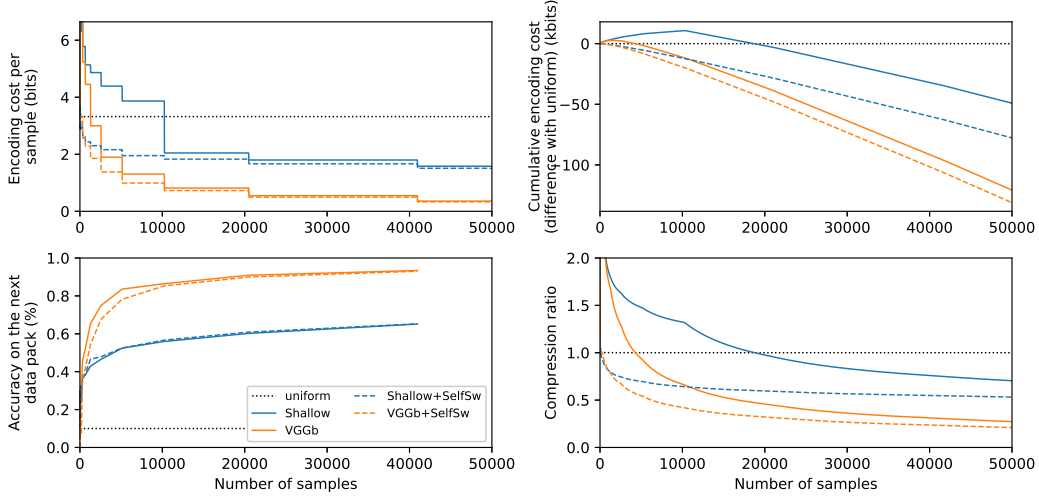 Encoding cost per
sample (bits)
6
4
2
0
0 10000 20000 30000 40000 50000
Cumulative encoding cost
(difference with uniform) (kbits)
0
−50
−100
0 10000 20000 30000 40000 50000
Accuracy on the next
data pack (%)
1.0
0.8
0.6
0.4
0.2
0.0
uniform
Shallow
VGGb
Shallow+SelfSw
VGGb+SelfSw
0 10000 20000 30000 40000 50000
Number of samples
Compression ratio
2.0
1.5
1.0
0.5
0.0
0 10000 20000 30000 40000 50000
Number of samples